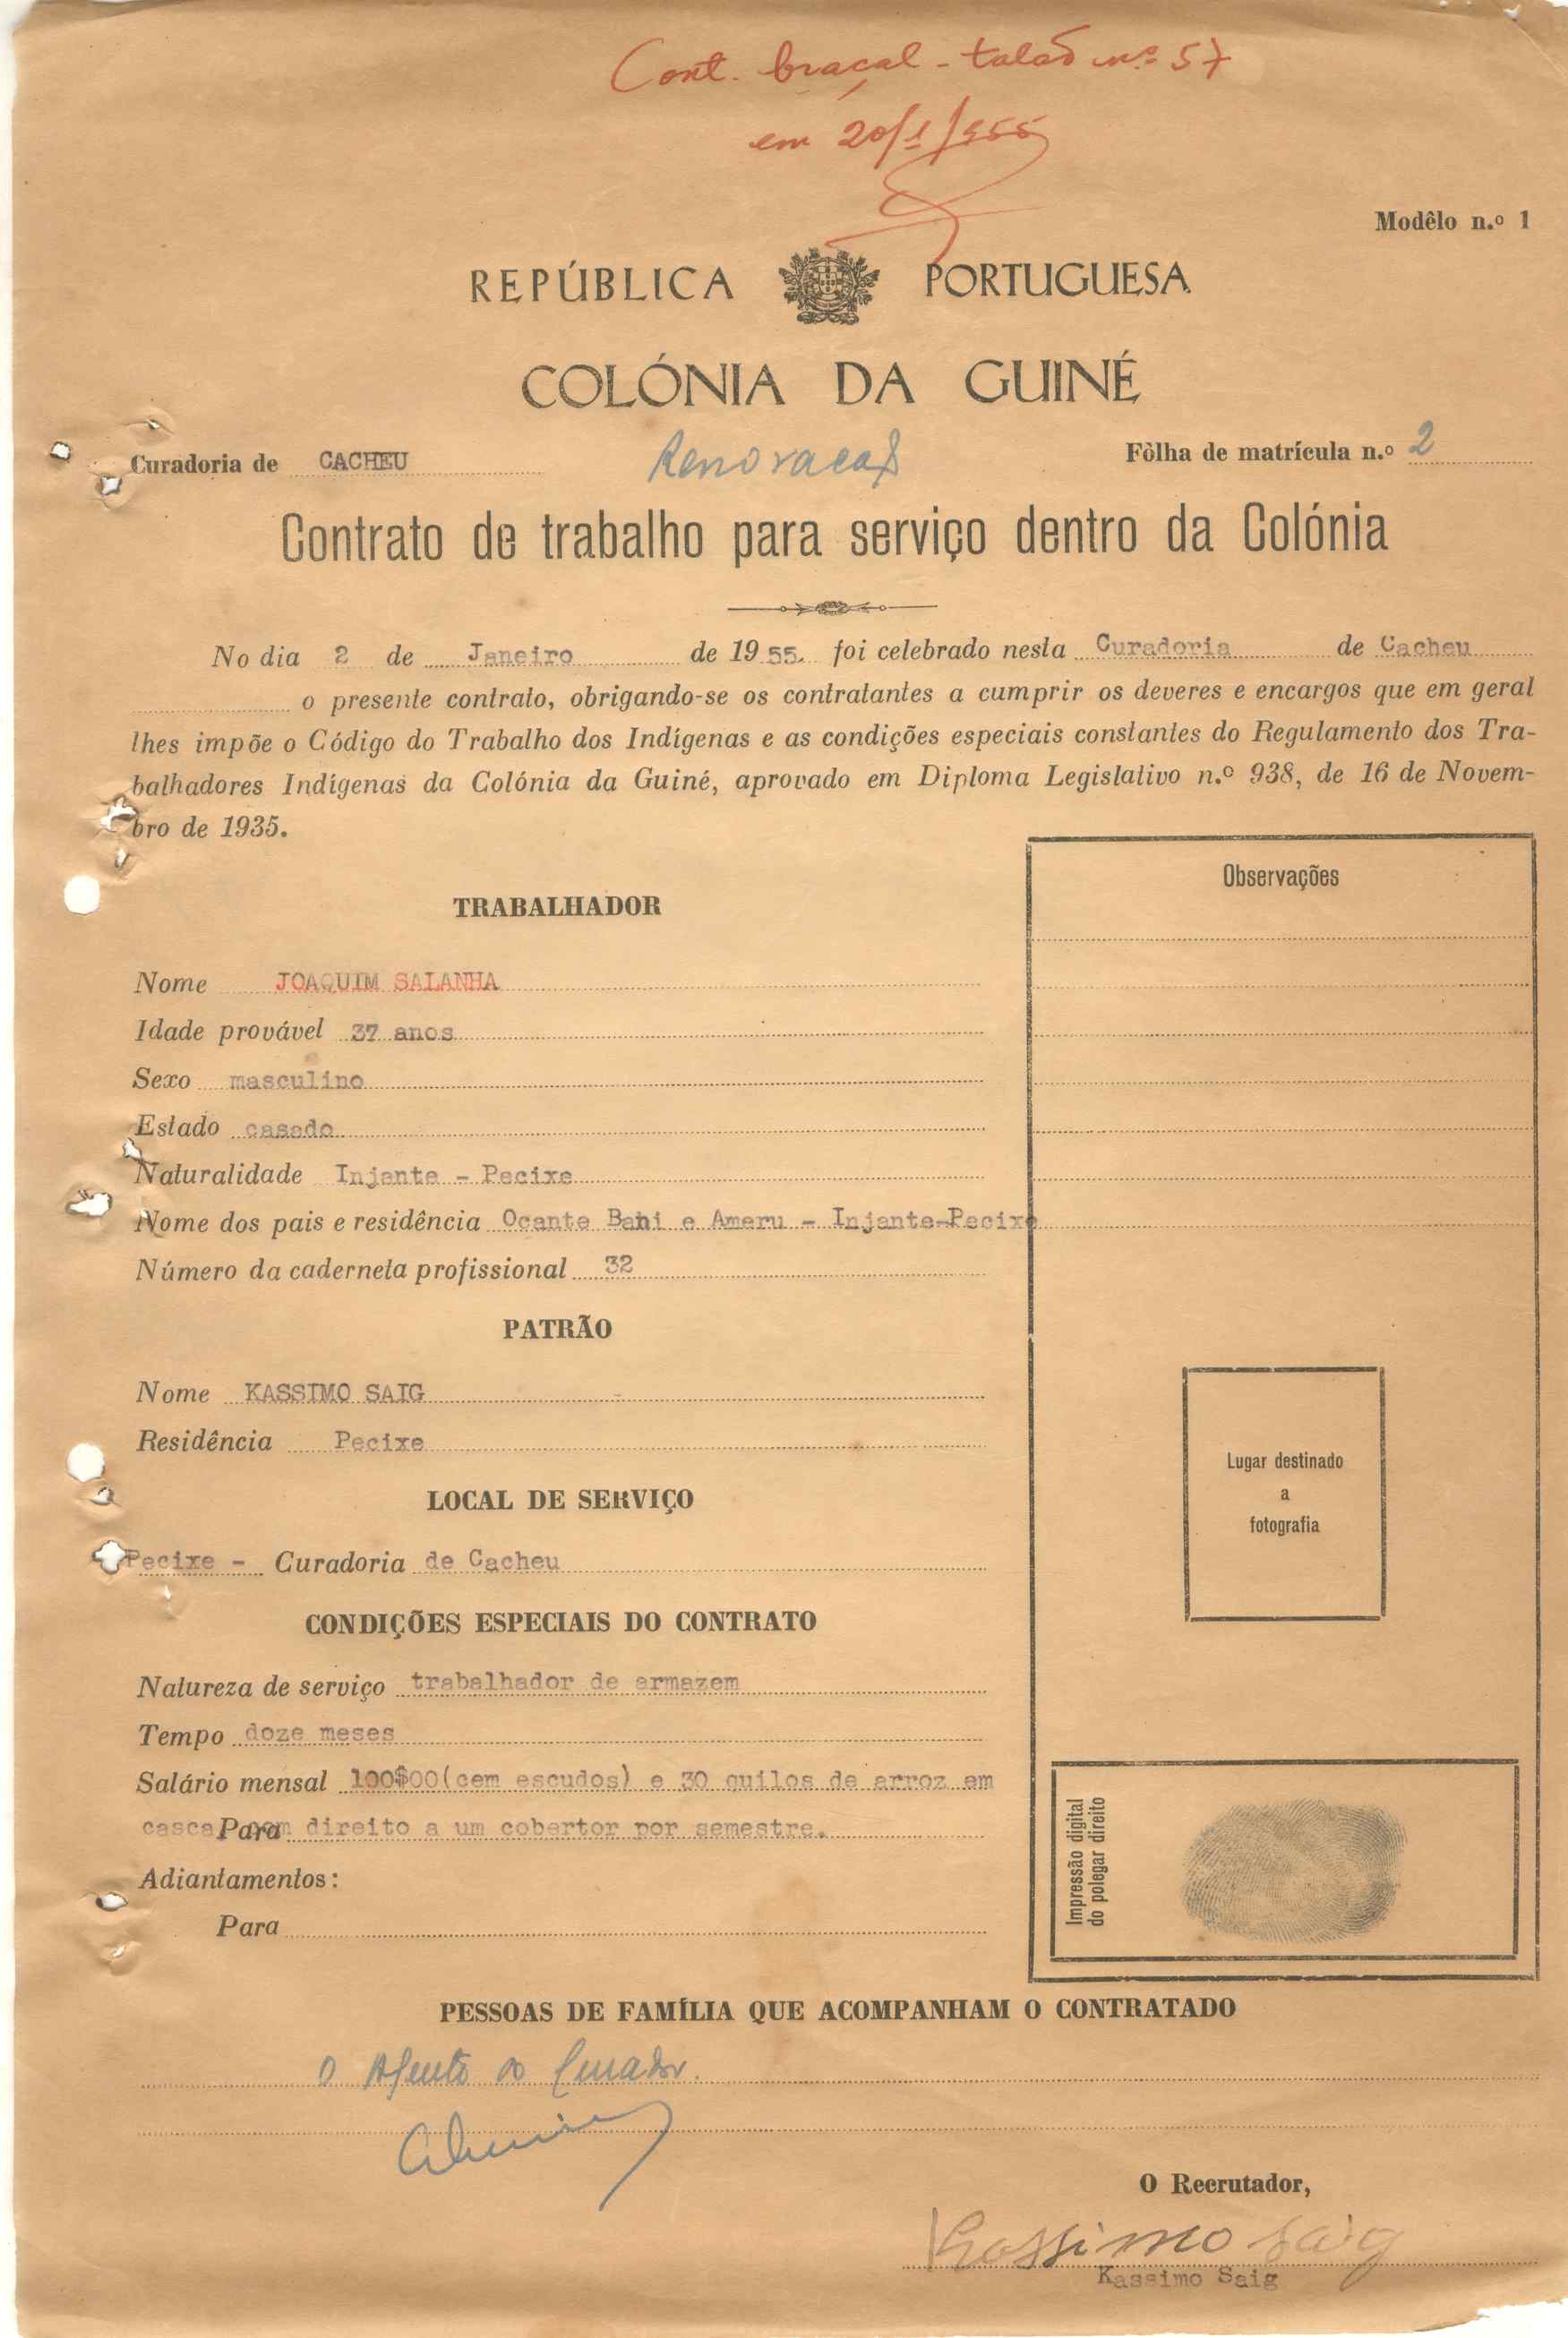 Cont. braçal - talão nº 57
em 20/1/955
Modêlo n.º 1
REPÚBLICA PORTUGUESA
COLÓNIA DA GUINÉ
Curadoria de CACHEU Renovação Fôlha de matrícula n.º 2
Contrato de trabalho para serviço dentro da Colónia
No dia 2 de Janeiro de 19 55. foi celebrado nesta Curadoria de Cacheu
o presente contrato, obrigando-se os contratantes a cumprir os deveres e encargos que em geral
lhes impõe o Código do Trabalho dos Indígenas e as condições especiais constantes do Regulamento dos Tra-
balhadores Indígenas da Colónia da Guiné, aprovado em Diploma Legislativo n.º 938, de 16 de Novem-
bro de 1935.
Observações
TRABALHADOR
Nome JOAQUIM SALANHA
Idade provável 37 anos
Sexo masculino
Estado casado
Naturalidade Injante - Pecixe
Nome dos pais e residência Ocante Bahi e Ameru - Injante-Pecixe
Número da caderneta profissional 32
PATRÃO
Nome KASSIMO SAIG
Residência Pecixe
Lugar destinado
a
fotografia
LOCAL DE SERVIÇO
Pecixe - Curadoria de Cacheu
CONDIÇÕES ESPECIAIS DO CONTRATO
Natureza de serviço trabalhador de armazem
Tempo doze meses
Salário mensal 100$00(cem escudos) e 30 quilos de arroz em
casca Para com direito a um cobertor por semestre.
Adiantamentos:
Para
Impressão digital
do polegar direito
PESSOAS DE FAMÍLIA QUE ACOMPANHAM O CONTRATADO
O Agente do Curador.
O Recrutador,
Kassimo Saig
Kassimo Saig